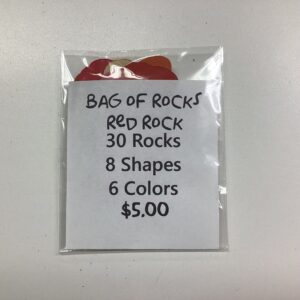 BAG OF ROCKS
ReD ROCK
30 Rocks
8 Shapes
6 Colors
$5.00